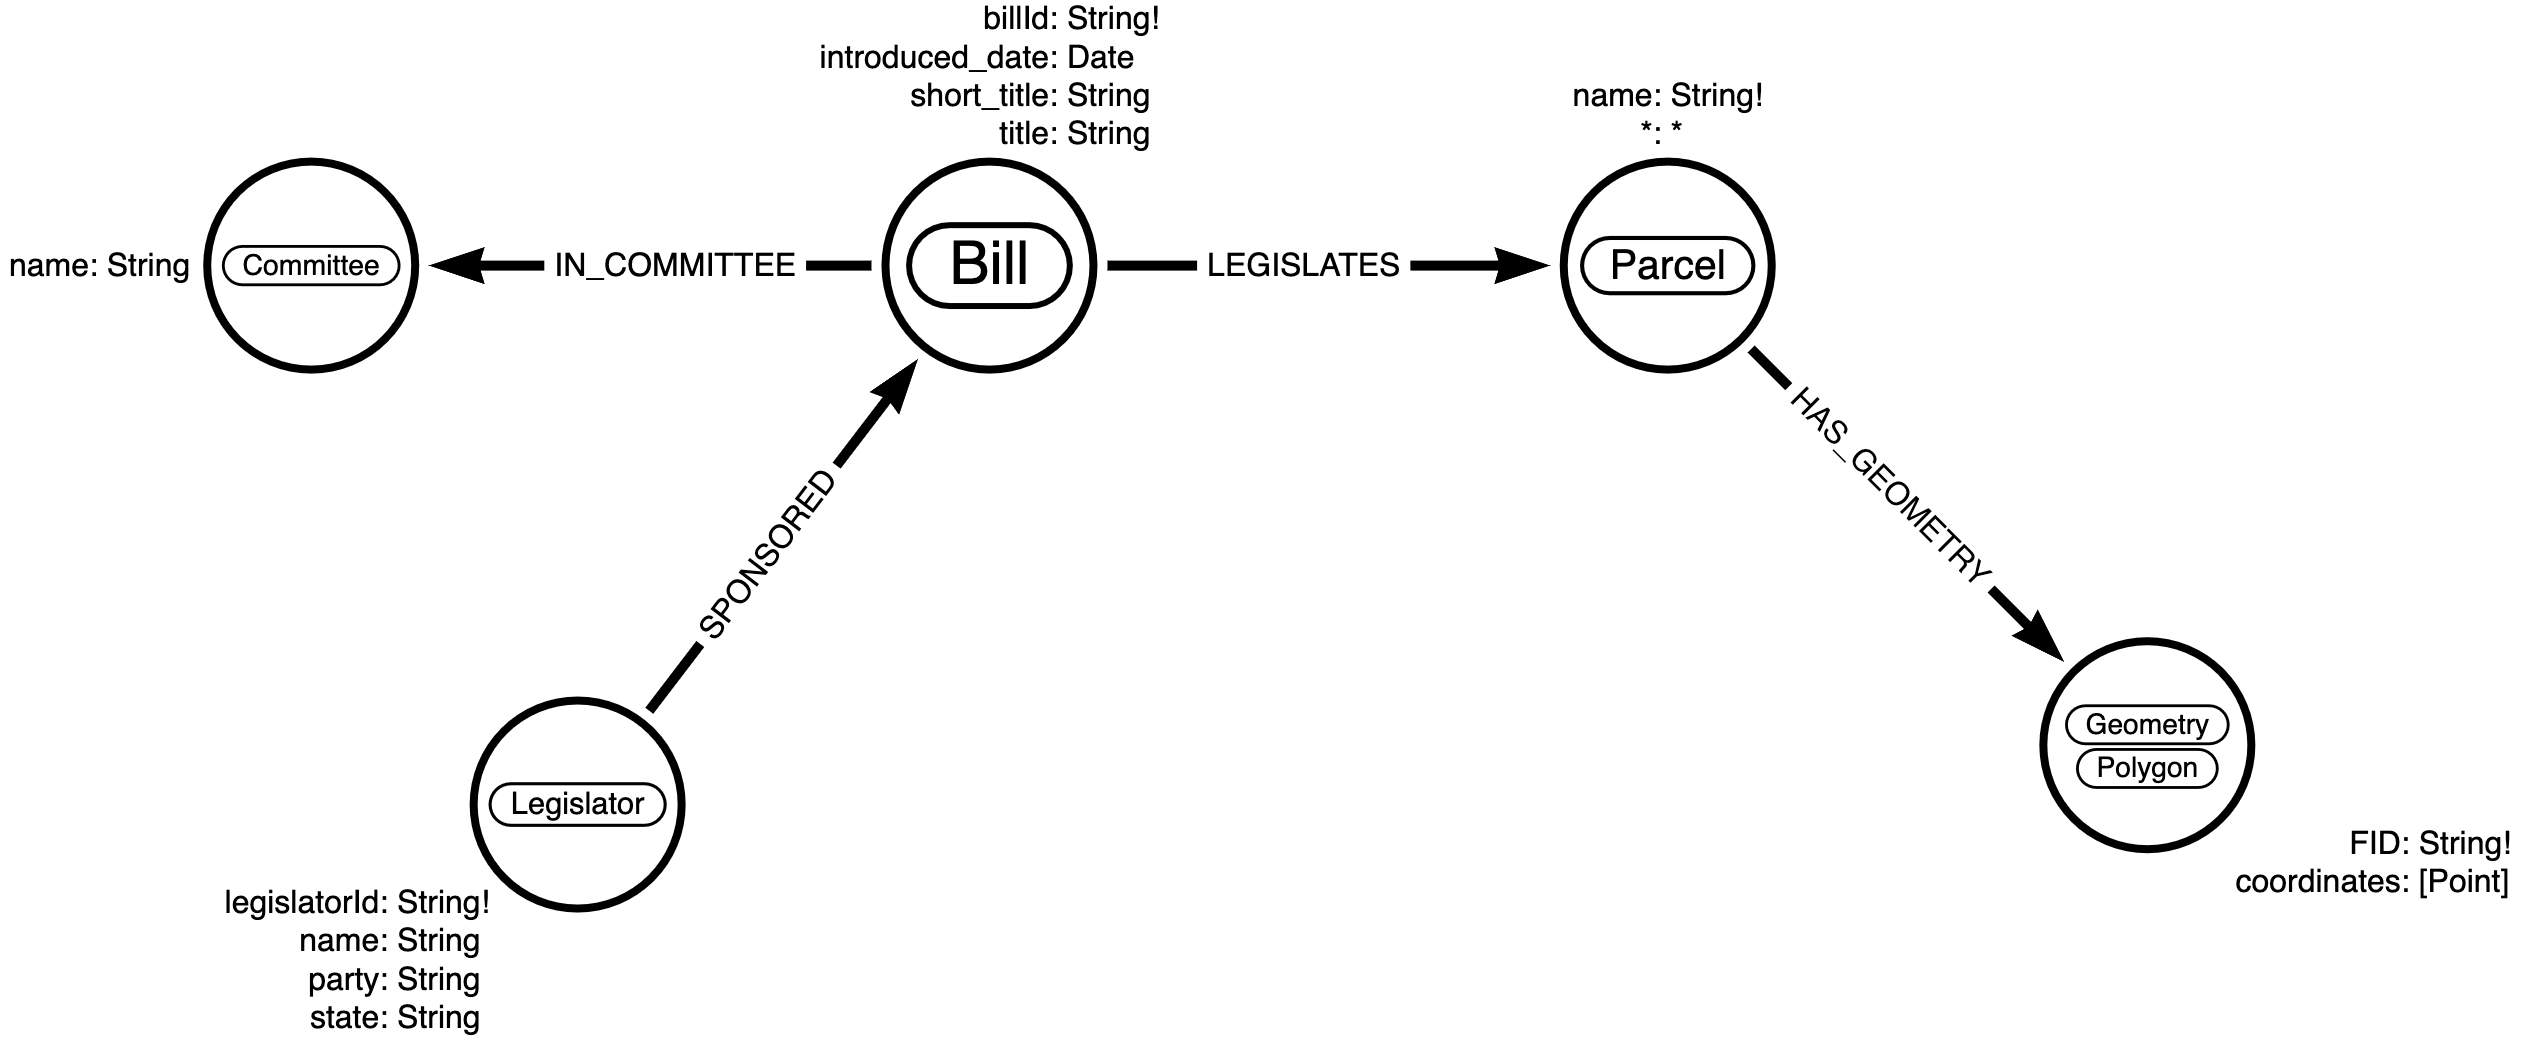 billId: String!
introduced_date: Date
short_title: String
title: String
name: String!
*: *
name: String
Committee
IN_COMMITTEE
Bill
LEGISLATES
Parcel
HAS_GEOMETRY
SPONSORED
Geometry
Polygon
Legislator
FID: String!
coordinates: [Point]
legislatorId: String!
name: String
party: String
state: String